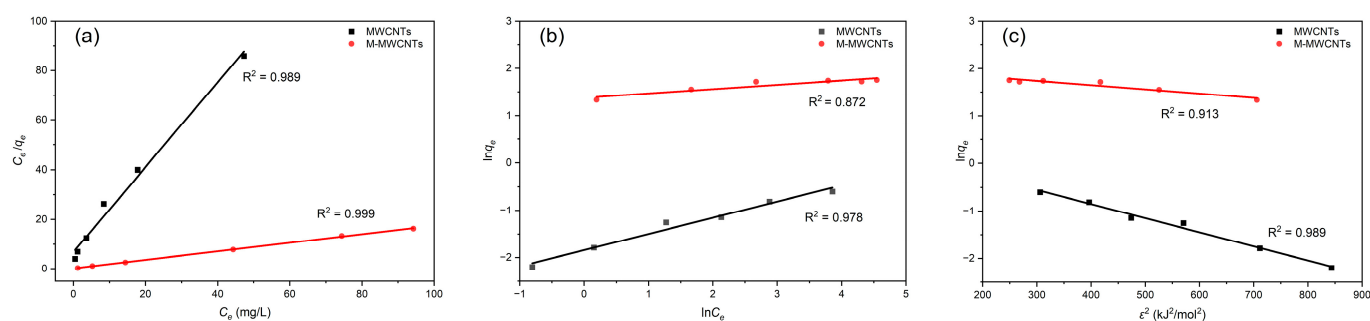 (a)
MWCNTs
M-MWCNTs
R² = 0.989
R² = 0.999
100
80
60
40
20
0
Cₑ/qₑ
0 20 40 60 80 100
Cₑ (mg/L)
(b)
MWCNTs
M-MWCNTs
R² = 0.872
R² = 0.978
3
2
1
0
−1
−2
lnqₑ
−1 0 1 2 3 4 5
lnCₑ
(c)
MWCNTs
M-MWCNTs
R² = 0.913
R² = 0.989
3
2
1
0
−1
−2
lnqₑ
200 300 400 500 600 700 800 900
ε² (kJ²/mol²)